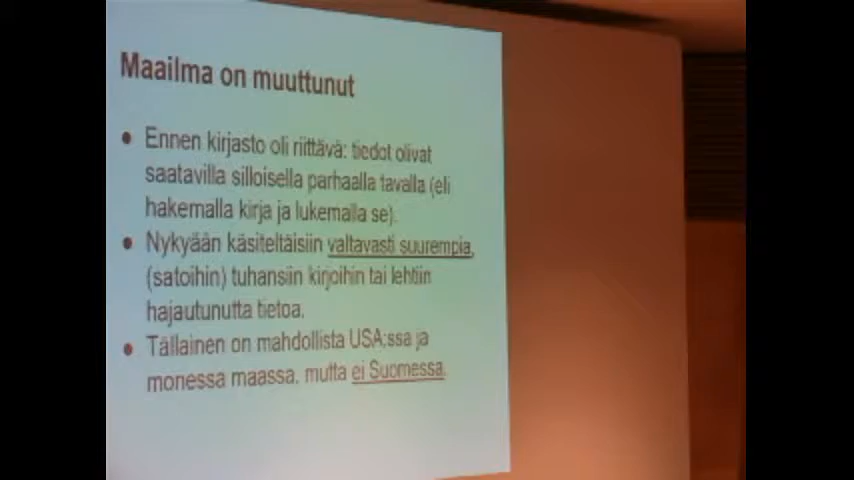 Maailma on muuttunut
• Ennen kirjasto oli riittävä: tiedot olivat
saatavilla silloisella parhaalla tavalla (eli
hakemalla kirja ja lukemalla se).
• Nykyään käsiteltäisiin valtavasti suurempia,
(satoihin) tuhansiin kirjoihin tai lehtiin
hajautunutta tietoa.
• Tällainen on mahdollista USA:ssa ja
monessa maassa, mutta ei Suomessa.